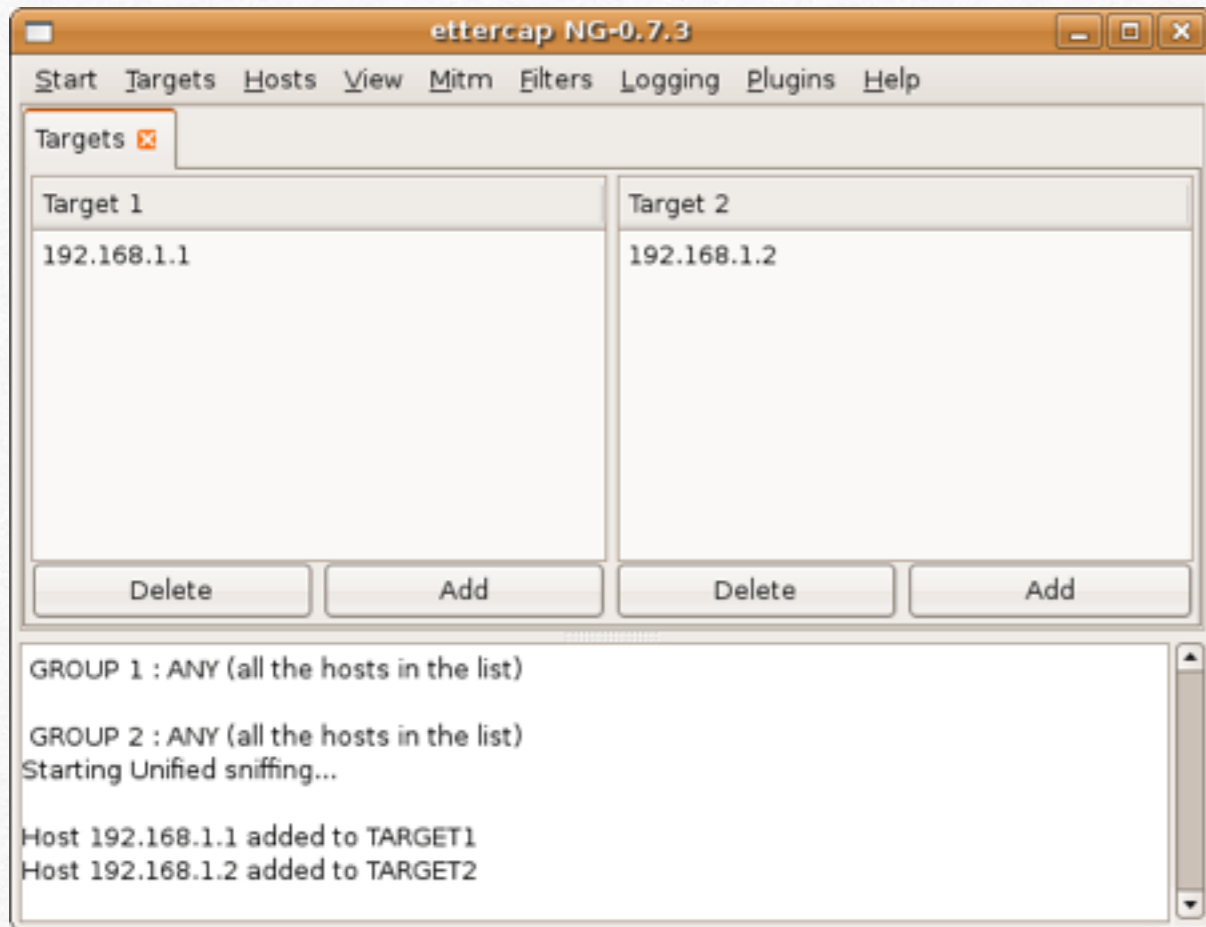 ettercap NG-0.7.3
Start Targets Hosts View Mitm Filters Logging Plugins Help
Targets
Target 1 Target 2
192.168.1.1 192.168.1.2
Delete Add Delete Add
GROUP 1 : ANY (all the hosts in the list)
GROUP 2 : ANY (all the hosts in the list)
Starting Unified sniffing...
Host 192.168.1.1 added to TARGET1
Host 192.168.1.2 added to TARGET2